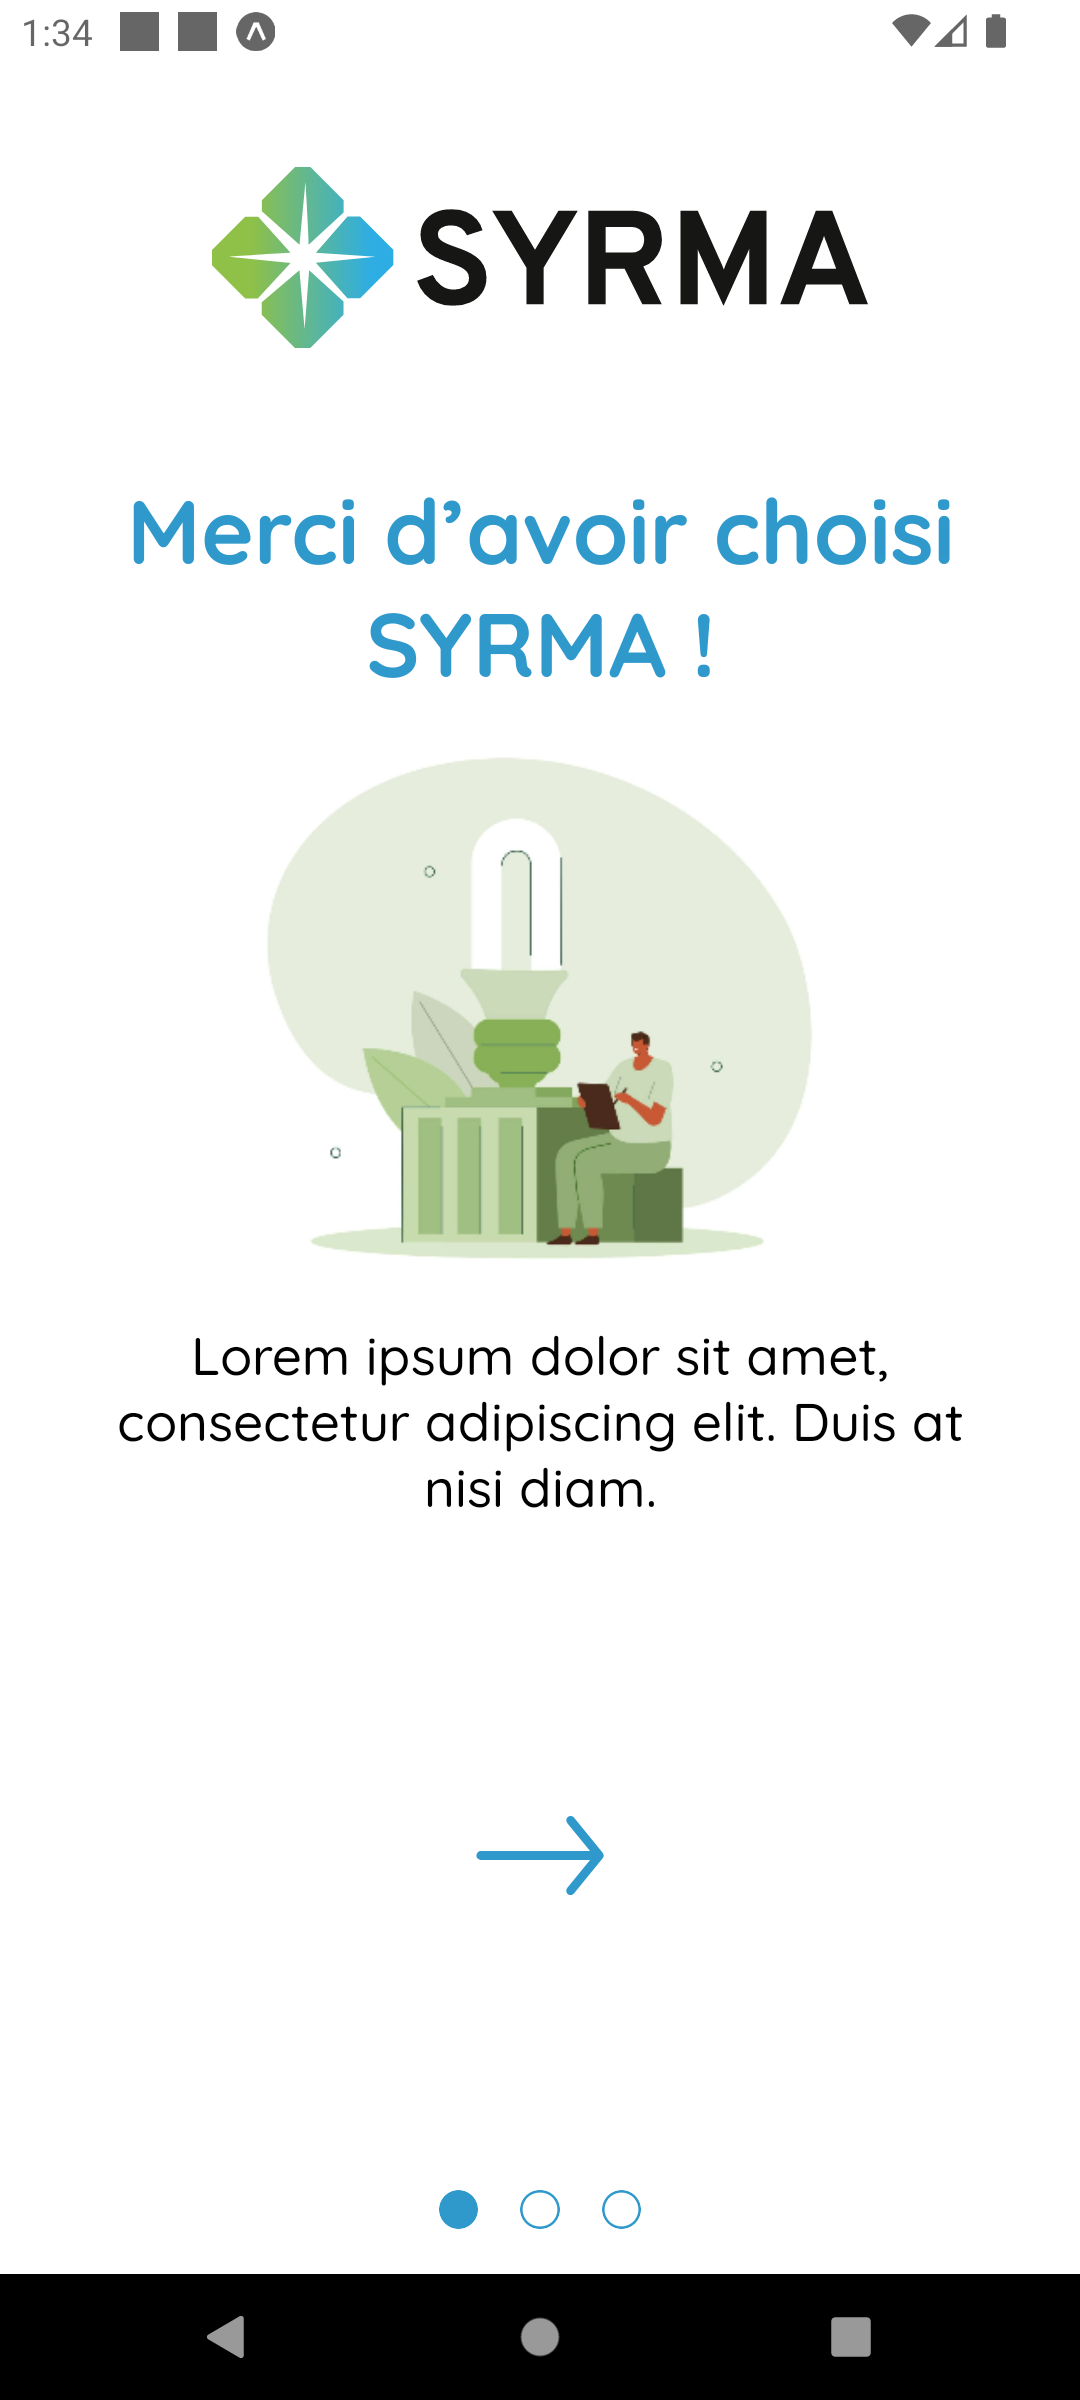 1:34
SYRMA
Merci d’avoir choisi
SYRMA !
Lorem ipsum dolor sit amet,
consectetur adipiscing elit. Duis at
nisi diam.